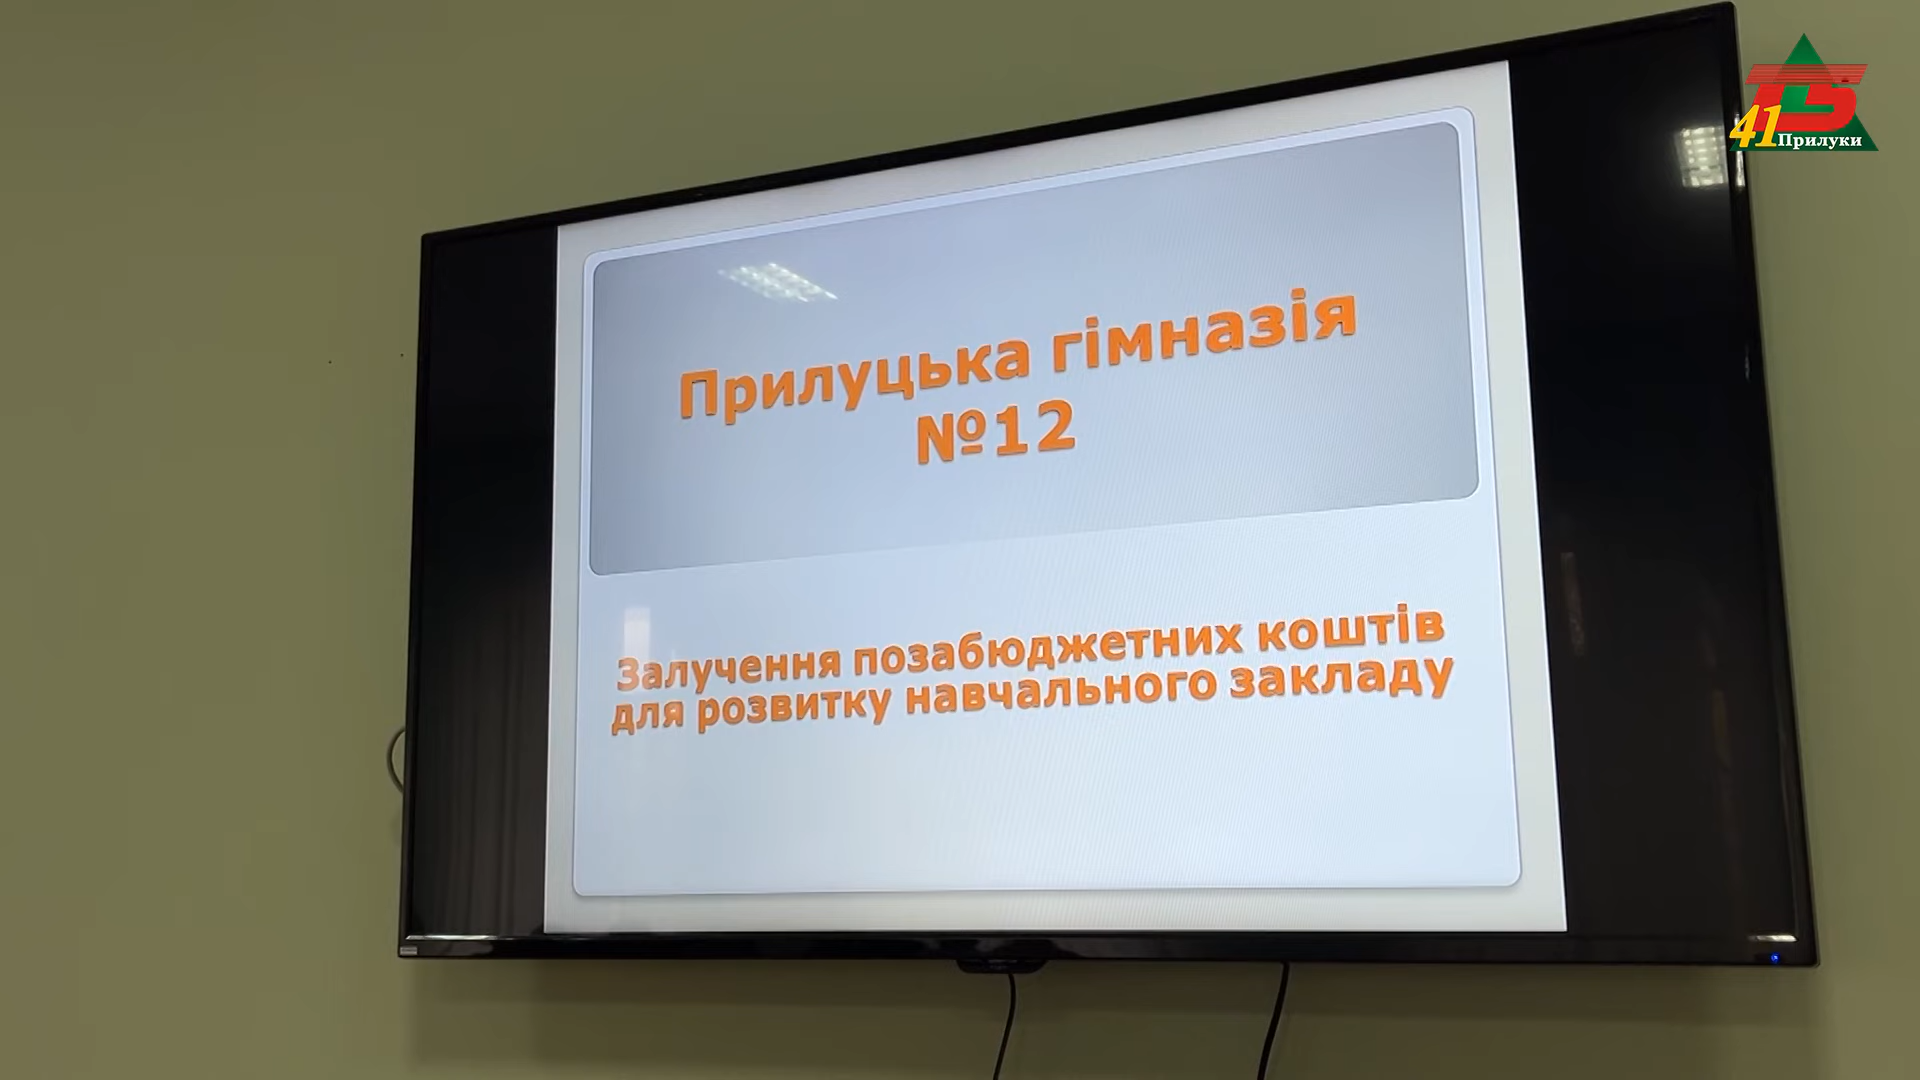 41
Прилуки
Прилуцька гімназія
№12
Залучення позабюджетних коштів
для розвитку навчального закладу